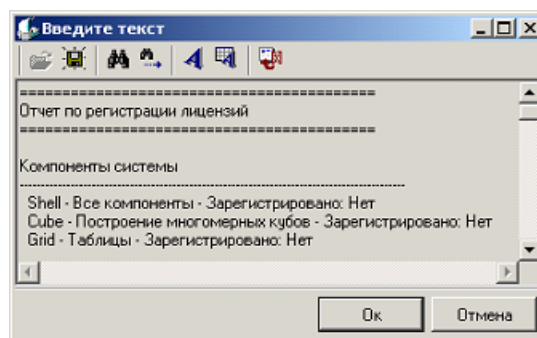 Введите текст
=============================================
Отчет по регистрации лицензий
=============================================
Компоненты системы
--------------------------------------------------------------------------------
Shell - Все компоненты - Зарегистрировано: Нет
Cube - Построение многомерных кубов - Зарегистрировано: Нет
Grid - Таблицы - Зарегистрировано: Нет
Ок
Отмена